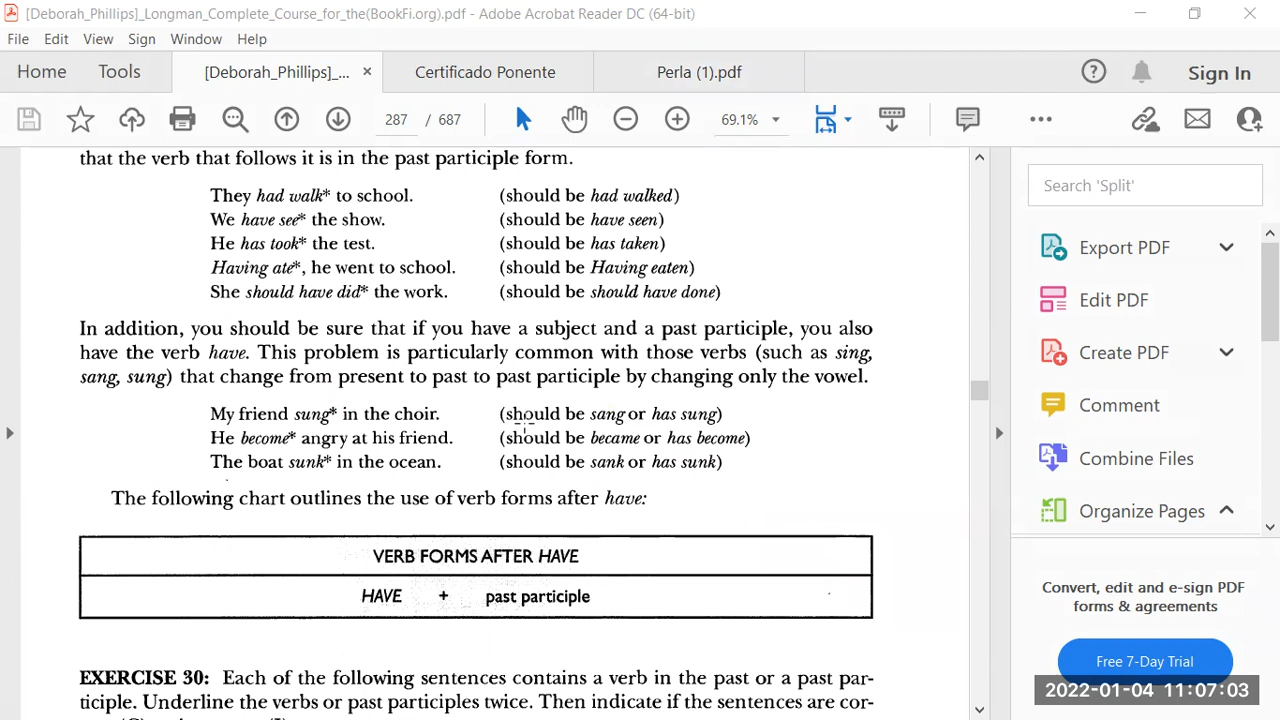 [Deborah_Phillips]_Longman_Complete_Course_for_the(BookFi.org).pdf - Adobe Acrobat Reader DC (64-bit)
File Edit View Sign Window Help
Home Tools [Deborah_Phillips]_... × Certificado Ponente Perla (1).pdf Sign In
287 / 687 69.1%
that the verb that follows it is in the past participle form.
They had walk* to school. (should be had walked)
We have see* the show. (should be have seen)
He has took* the test. (should be has taken)
Having ate*, he went to school. (should be Having eaten)
She should have did* the work. (should be should have done)
In addition, you should be sure that if you have a subject and a past participle, you also
have the verb have. This problem is particularly common with those verbs (such as sing,
sang, sung) that change from present to past to past participle by changing only the vowel.
My friend sung* in the choir. (should be sang or has sung)
He become* angry at his friend. (should be became or has become)
The boat sunk* in the ocean. (should be sank or has sunk)
The following chart outlines the use of verb forms after have:
VERB FORMS AFTER HAVE
HAVE + past participle
EXERCISE 30: Each of the following sentences contains a verb in the past or a past par-
ticiple. Underline the verbs or past participles twice. Then indicate if the sentences are cor-
Search 'Split'
Export PDF
Edit PDF
Create PDF
Comment
Combine Files
Organize Pages
Convert, edit and e-sign PDF
forms & agreements
Free 7-Day Trial
2022-01-04 11:07:03